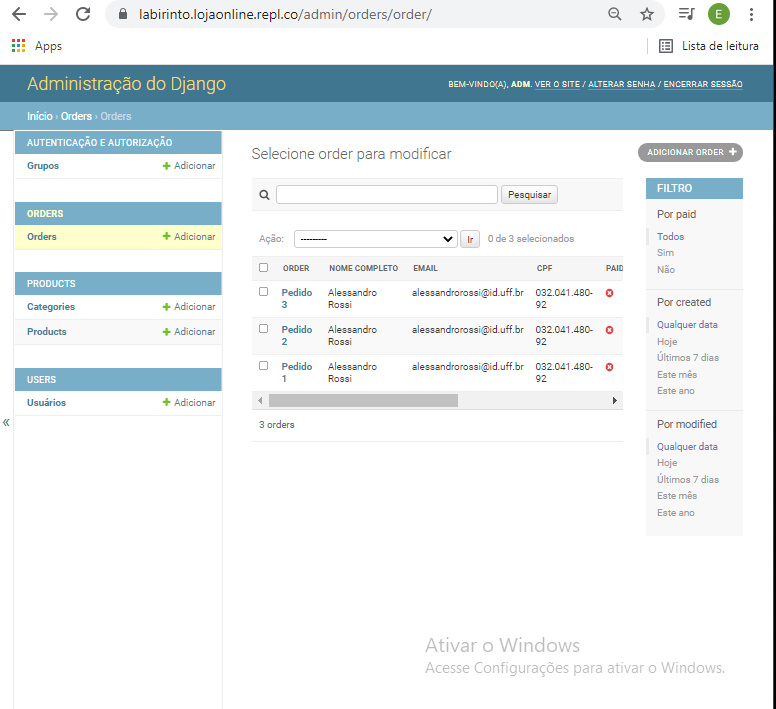 labirinto.lojaonline.repl.co/admin/orders/order/
E
Apps
Lista de leitura
Administração do Django
BEM-VINDO(A), ADM. VER O SITE / ALTERAR SENHA / ENCERRAR SESSÃO
Início › Orders › Orders
AUTENTICAÇÃO E AUTORIZAÇÃO
Grupos + Adicionar
ORDERS
Orders + Adicionar
PRODUCTS
Categories + Adicionar
Products + Adicionar
USERS
Usuários + Adicionar
«
Selecione order para modificar
ADICIONAR ORDER +
Pesquisar
Ação: --------- Ir 0 de 3 selecionados
ORDER NOME COMPLETO EMAIL CPF PAID
Pedido 3 Alessandro Rossi alessandrorossi@id.uff.br 032.041.480-92
Pedido 2 Alessandro Rossi alessandrorossi@id.uff.br 032.041.480-92
Pedido 1 Alessandro Rossi alessandrorossi@id.uff.br 032.041.480-92
3 orders
FILTRO
Por paid
Todos
Sim
Não
Por created
Qualquer data
Hoje
Últimos 7 dias
Este mês
Este ano
Por modified
Qualquer data
Hoje
Últimos 7 dias
Este mês
Este ano
Ativar o Windows
Acesse Configurações para ativar o Windows.